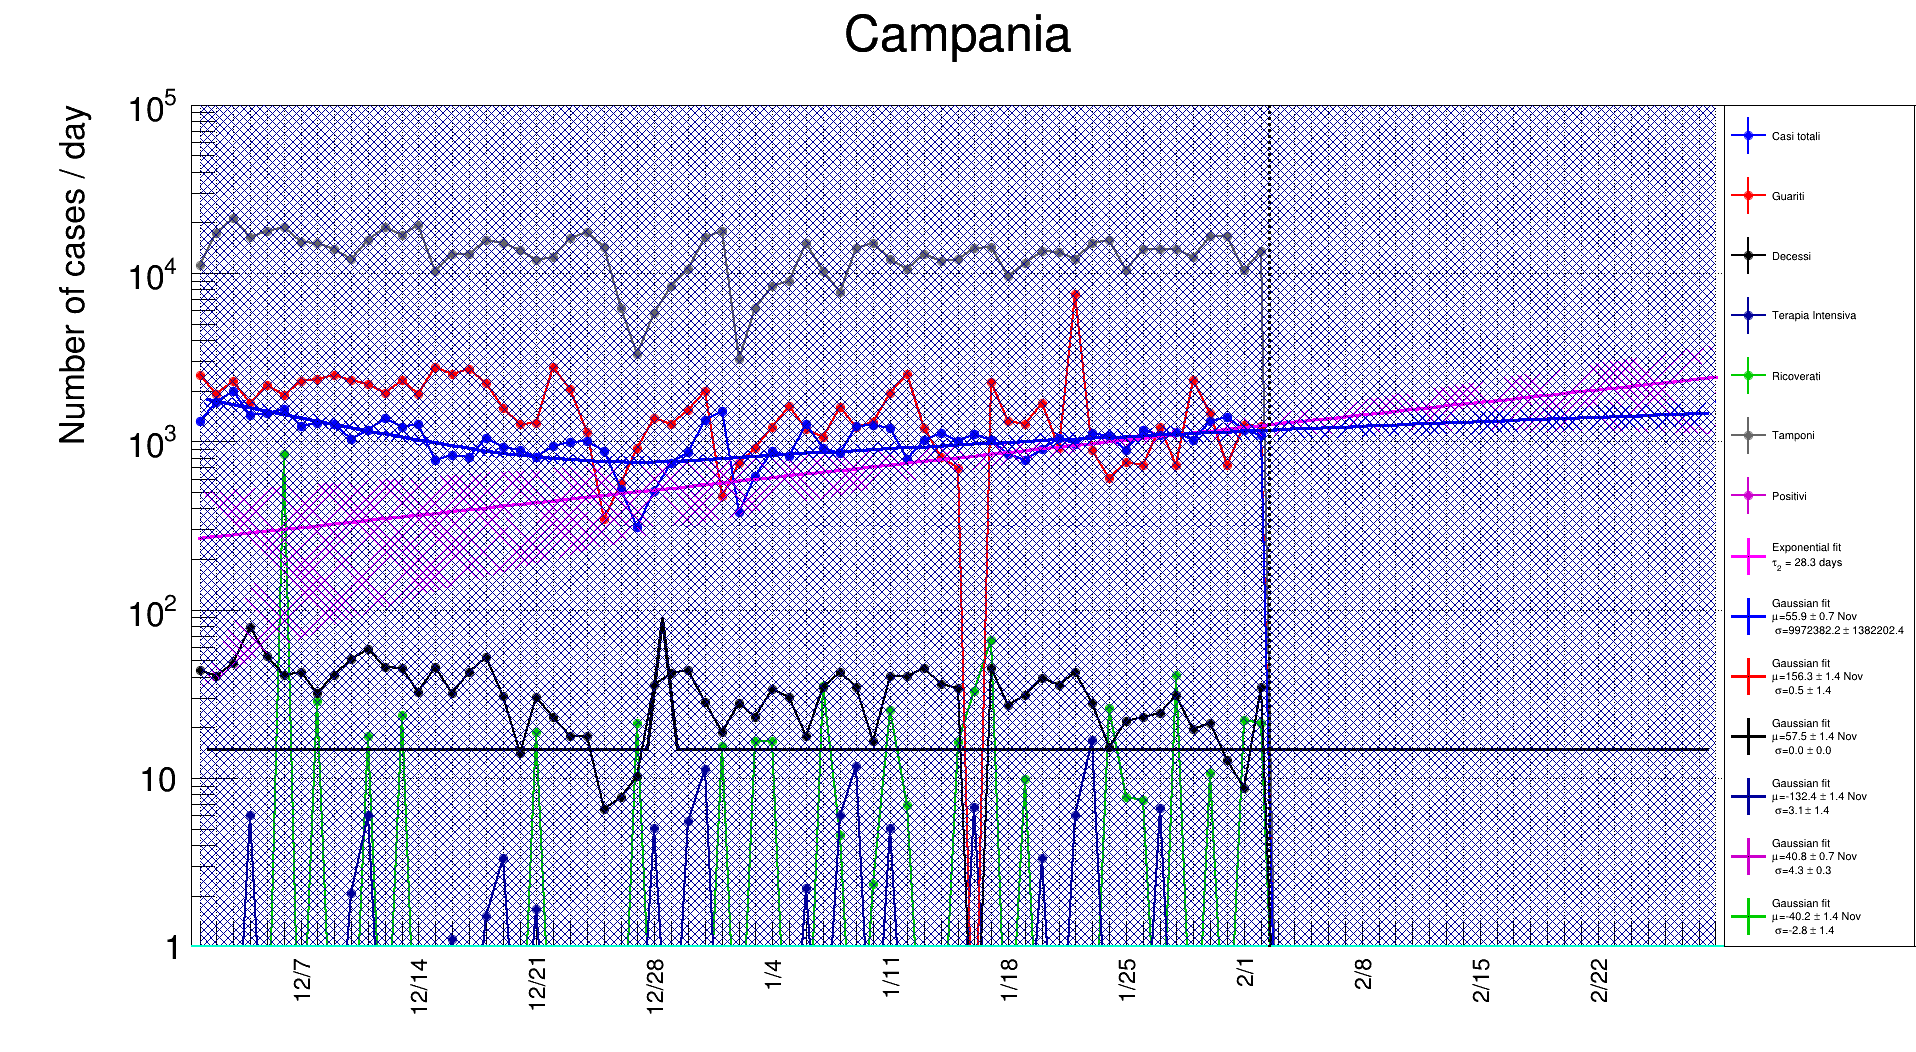 Campania
Number of cases / day
10^5
10^4
10^3
10^2
10
1
12/7
12/14
12/21
12/28
1/4
1/11
1/18
1/25
2/1
2/8
2/15
2/22
Casi totali
Guariti
Decessi
Terapia Intensiva
Ricoverati
Tamponi
Positivi
Exponential fit
τ_2 = 28.3 days
Gaussian fit
μ=55.9 ± 0.7 Nov
σ=9972382.2 ± 1382202.4
Gaussian fit
μ=156.3 ± 1.4 Nov
σ=0.5 ± 1.4
Gaussian fit
μ=57.5 ± 1.4 Nov
σ=0.0 ± 0.0
Gaussian fit
μ=-132.4 ± 1.4 Nov
σ=3.1 ± 1.4
Gaussian fit
μ=40.8 ± 0.7 Nov
σ=4.3 ± 0.3
Gaussian fit
μ=-40.2 ± 1.4 Nov
σ=-2.8 ± 1.4